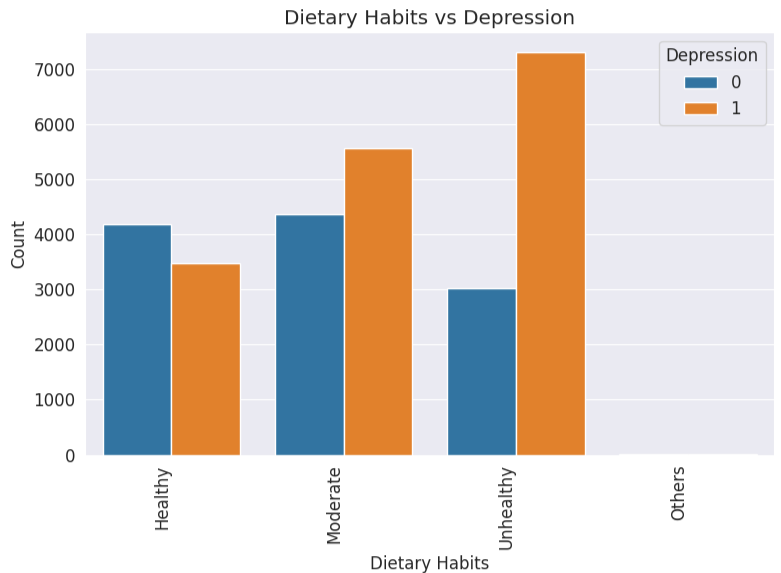 Dietary Habits vs Depression
Depression
0
1
7000
6000
5000
4000
3000
2000
1000
0
Count
Healthy
Moderate
Unhealthy
Others
Dietary Habits